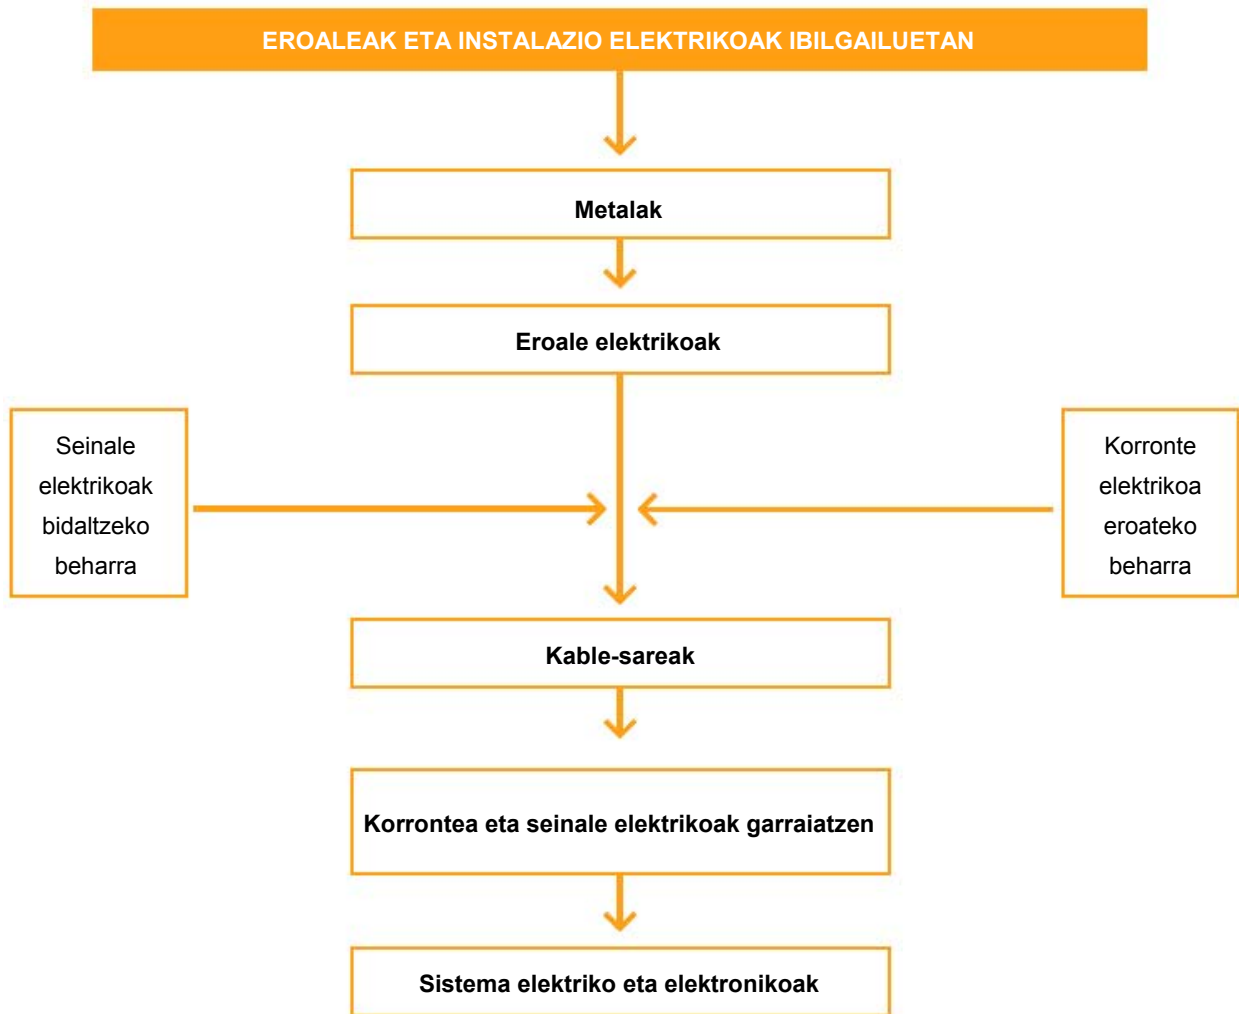 EROALEAK ETA INSTALAZIO ELEKTRIKOAK IBILGAILUETAN
Metalak
Eroale elektrikoak
Seinale
elektrikoak
bidaltzeko
beharra
Korronte
elektrikoa
eroateko
beharra
Kable-sareak
Korrontea eta seinale elektrikoak garraiatzen
Sistema elektriko eta elektronikoak